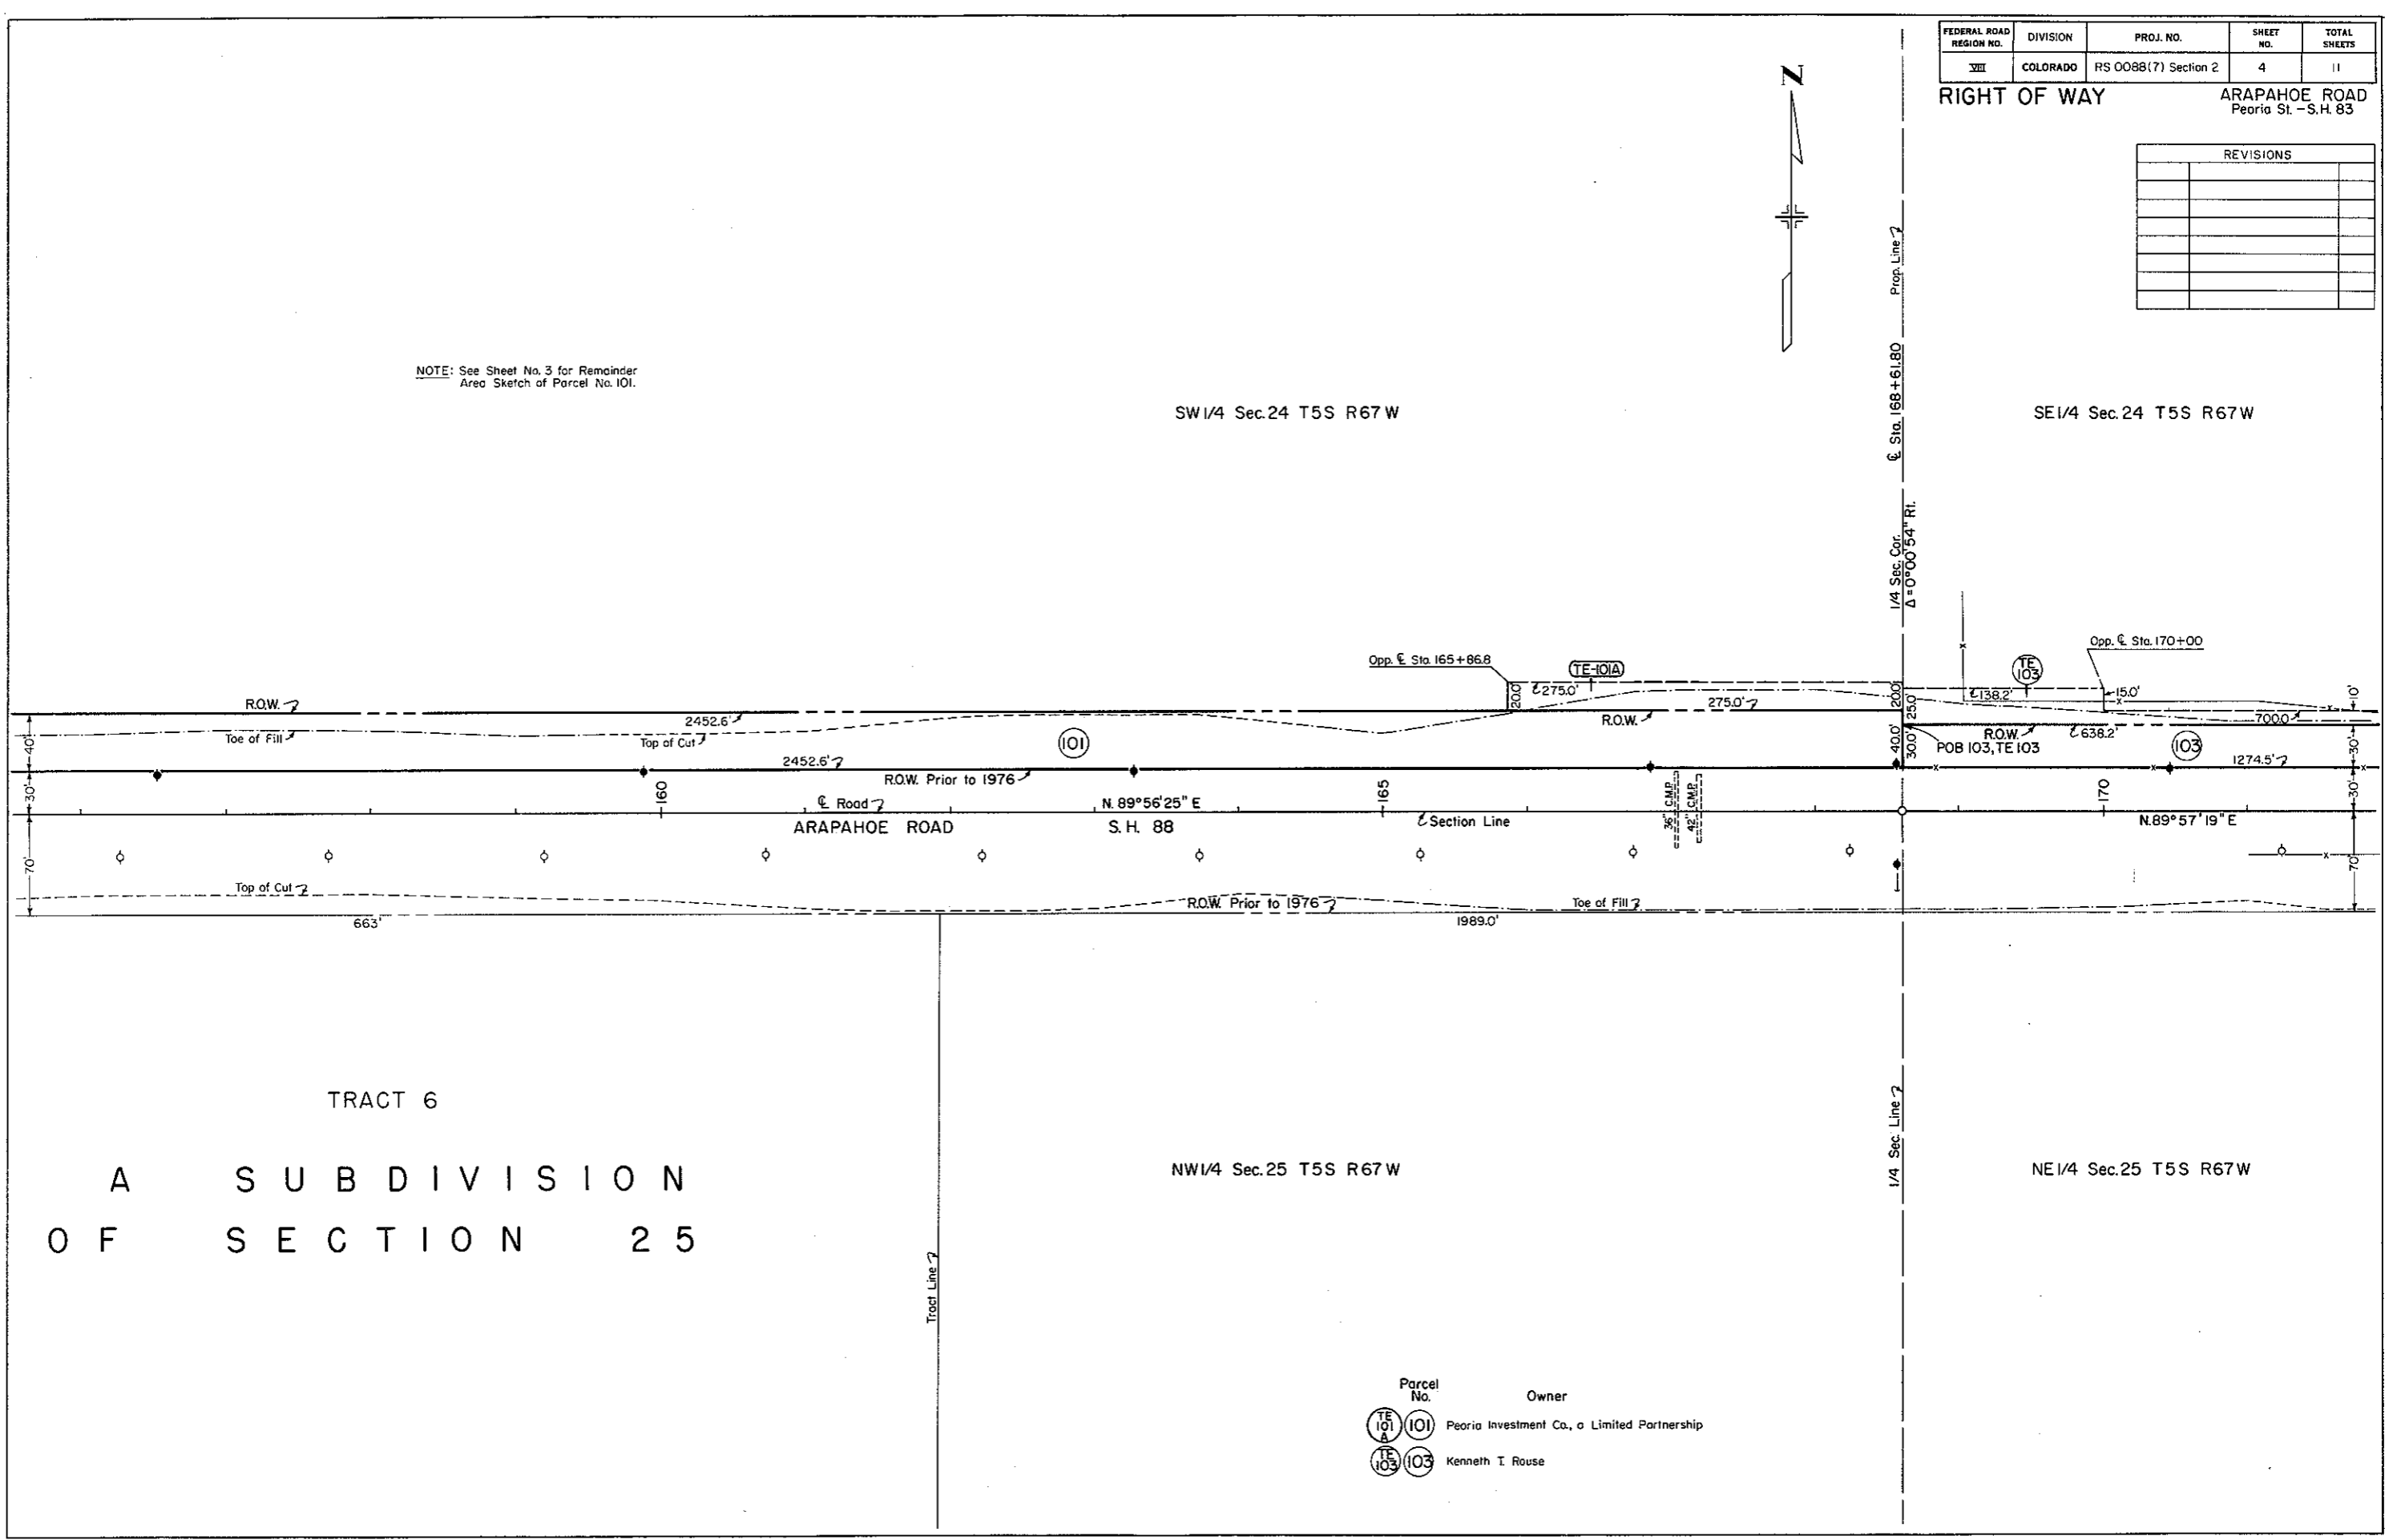 FEDERAL ROAD REGION NO. DIVISION PROJ. NO. SHEET NO. TOTAL SHEETS
VIII COLORADO RS 0088(7) Section 2 4 11
RIGHT OF WAY
ARAPAHOE ROAD
Peoria St. - S.H. 83
REVISIONS
N
NOTE: See Sheet No. 3 for Remainder
Area Sketch of Parcel No. 101.
SW 1/4 Sec. 24 T5S R67W
SE 1/4 Sec. 24 T5S R67W
Prop. Line
℄ Sta. 168+61.80
1/4 Sec. Cor.
Δ = 0°00'54" Rt.
Opp. ℄ Sta. 165+86.8
TE-101A
Opp. ℄ Sta. 170+00
TE 103
20.0'
275.0'
20.0'
25.0'
138.2'
15.0'
10'
R.O.W.
2452.6'
R.O.W.
275.0'
700.0'
40'
Toe of Fill
Top of Cut
101
40.0'
30.0'
POB 103, TE 103
R.O.W.
638.2'
103
30'
2452.6'
R.O.W. Prior to 1976
1274.5'
30'
160
℄ Road
N. 89°56'25" E
165
36" C.M.P.
42" C.M.P.
170
30'
ARAPAHOE ROAD
S.H. 88
Section Line
N.89°57'19"E
70'
Top of Cut
R.O.W. Prior to 1976
Toe of Fill
70'
663'
1989.0'
TRACT 6
A SUBDIVISION
OF SECTION 25
NW 1/4 Sec. 25 T5S R67W
NE 1/4 Sec. 25 T5S R67W
1/4 Sec. Line
Tract Line
Parcel No. Owner
TE 101 A 101 Peoria Investment Co., a Limited Partnership
TE 103 103 Kenneth T. Rouse